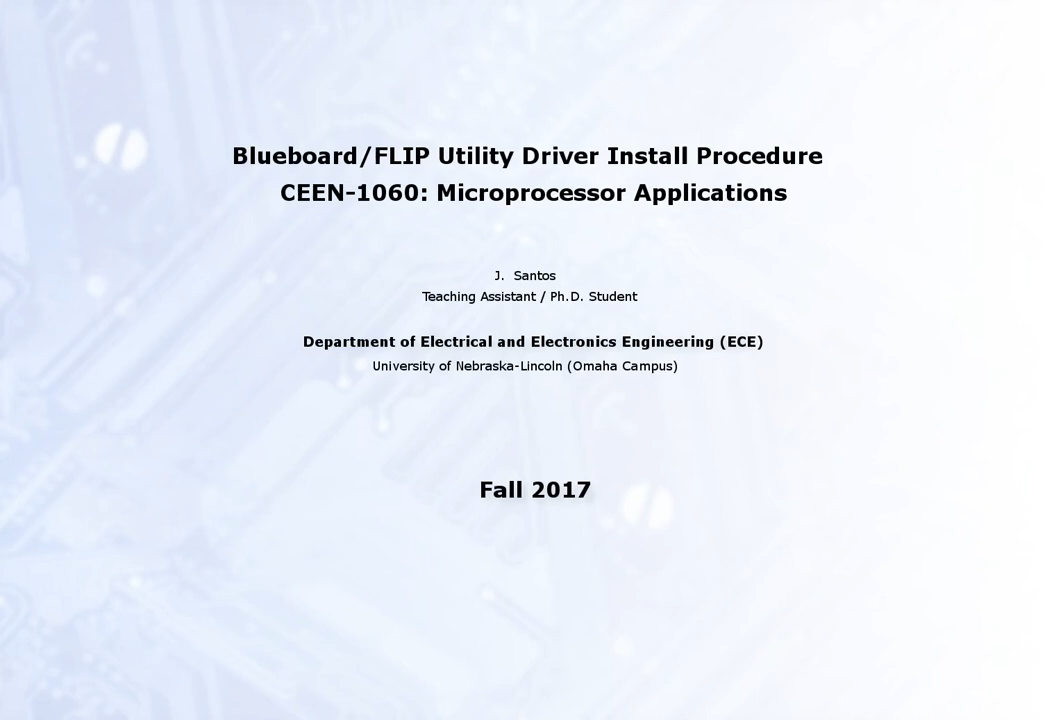 Blueboard/FLIP Utility Driver Install Procedure
CEEN-1060: Microprocessor Applications
J. Santos
Teaching Assistant / Ph.D. Student
Department of Electrical and Electronics Engineering (ECE)
University of Nebraska-Lincoln (Omaha Campus)
Fall 2017